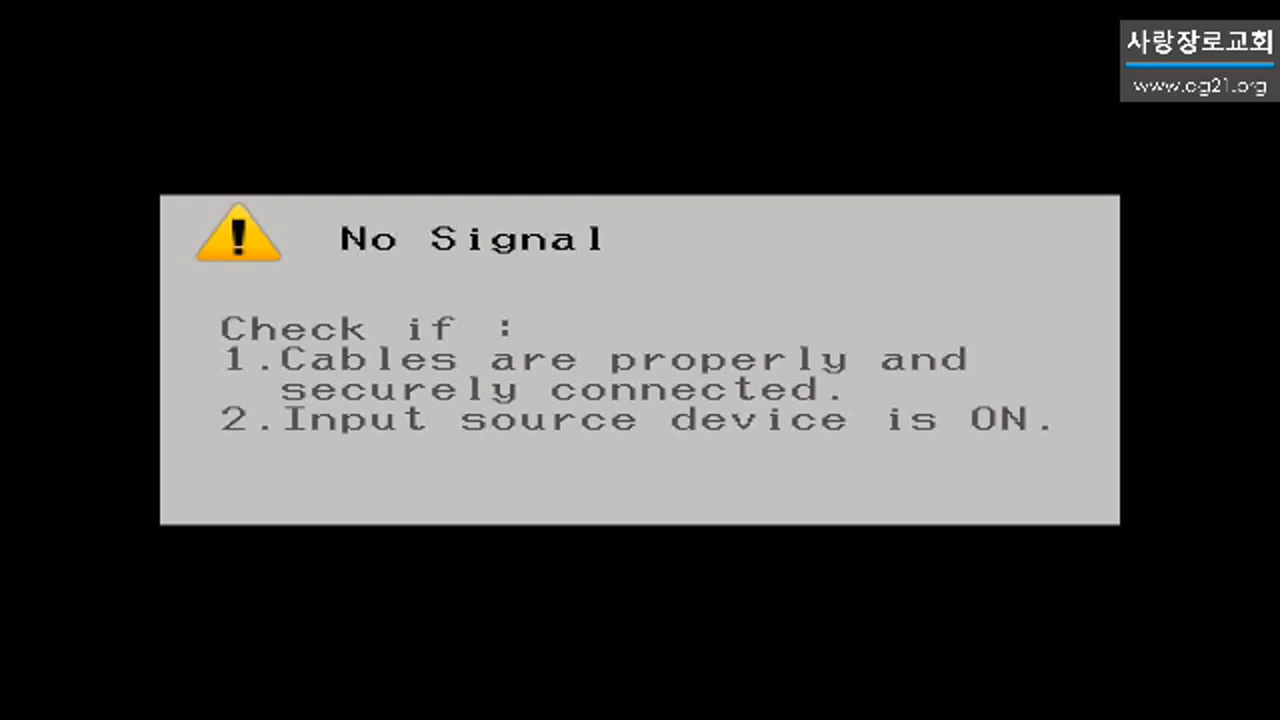 사랑장로교회
www.ag21.org
No Signal
Check if :
1.Cables are properly and
securely connected.
2.Input source device is ON.